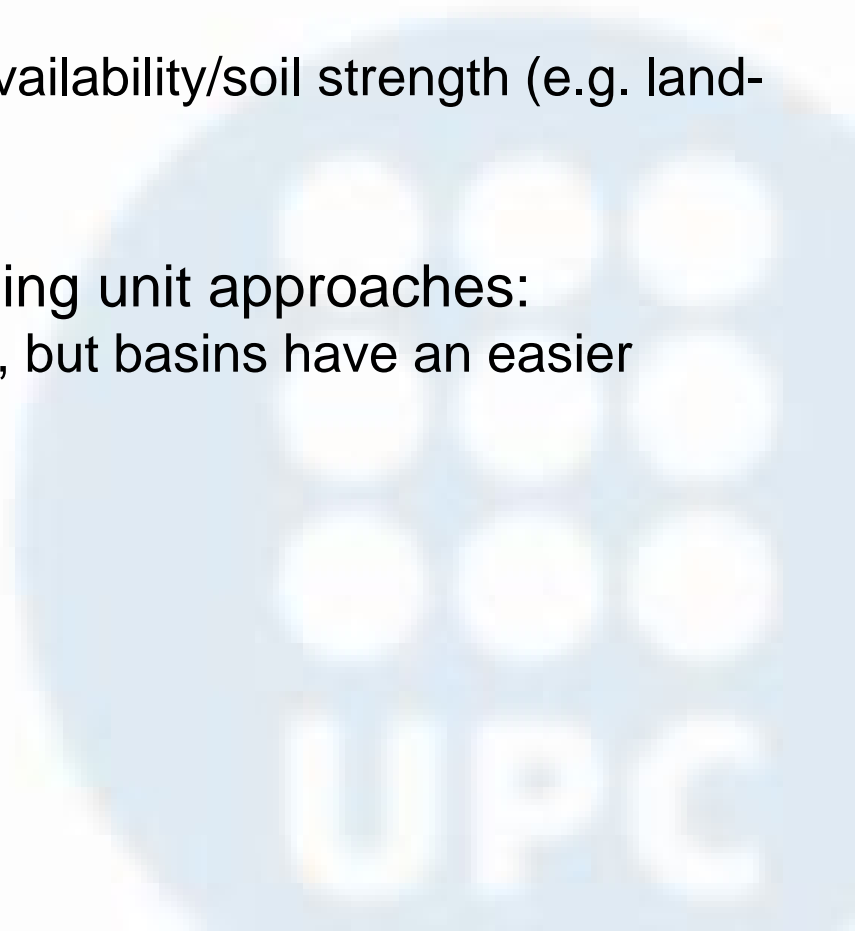 vailability/soil strength (e.g. land-
ing unit approaches:
, but basins have an easier
UPC